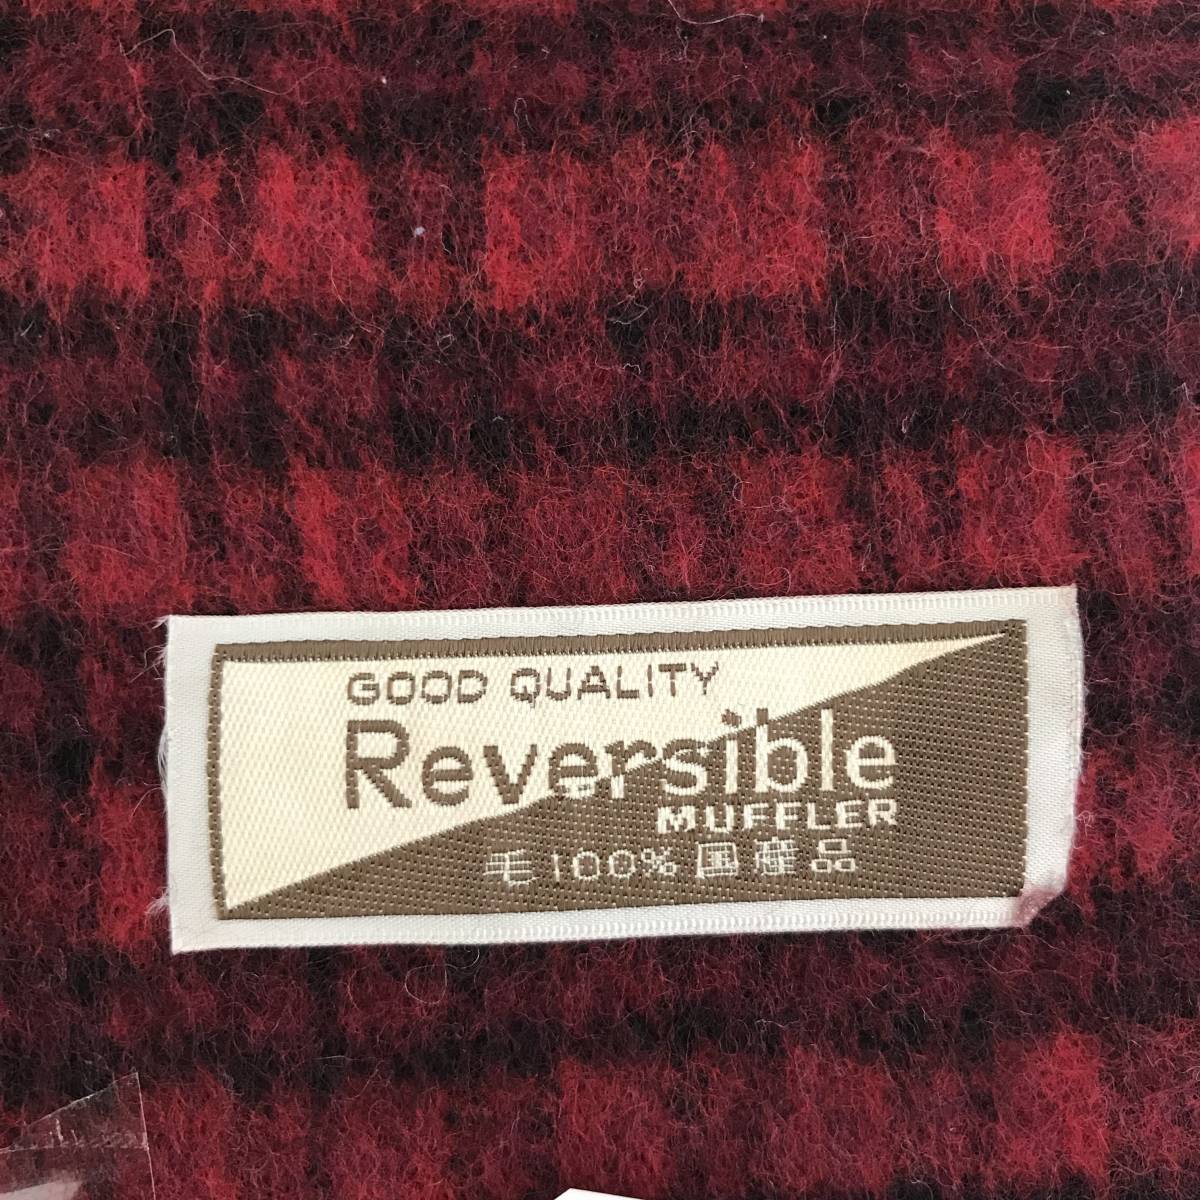 GOOD QUALITY
Reversible
MUFFLER
毛100%国産品